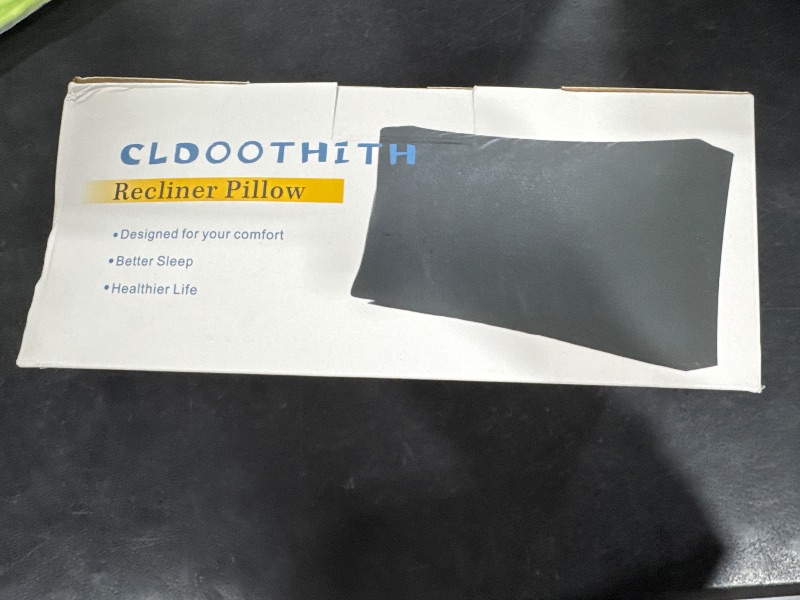 CLDOOTHITH
Recliner Pillow
•Designed for your comfort
•Better Sleep
•Healthier Life